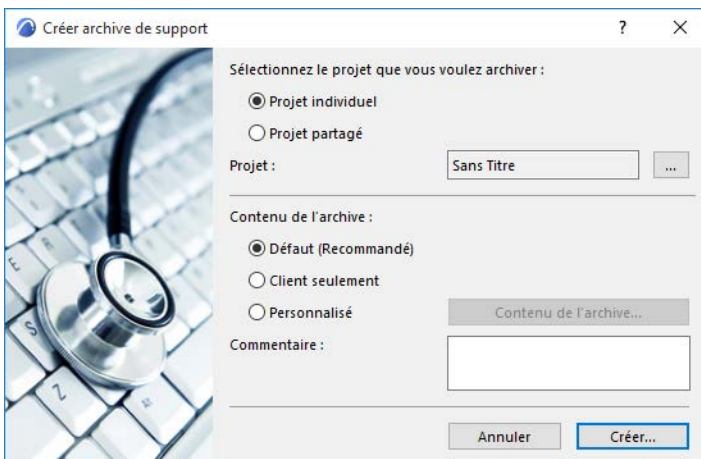 Créer archive de support
?
Sélectionnez le projet que vous voulez archiver :
Projet individuel
Projet partagé
Projet :
Sans Titre
...
Contenu de l'archive :
Défaut (Recommandé)
Client seulement
Personnalisé
Contenu de l'archive...
Commentaire :
Annuler
Créer...
S
Z